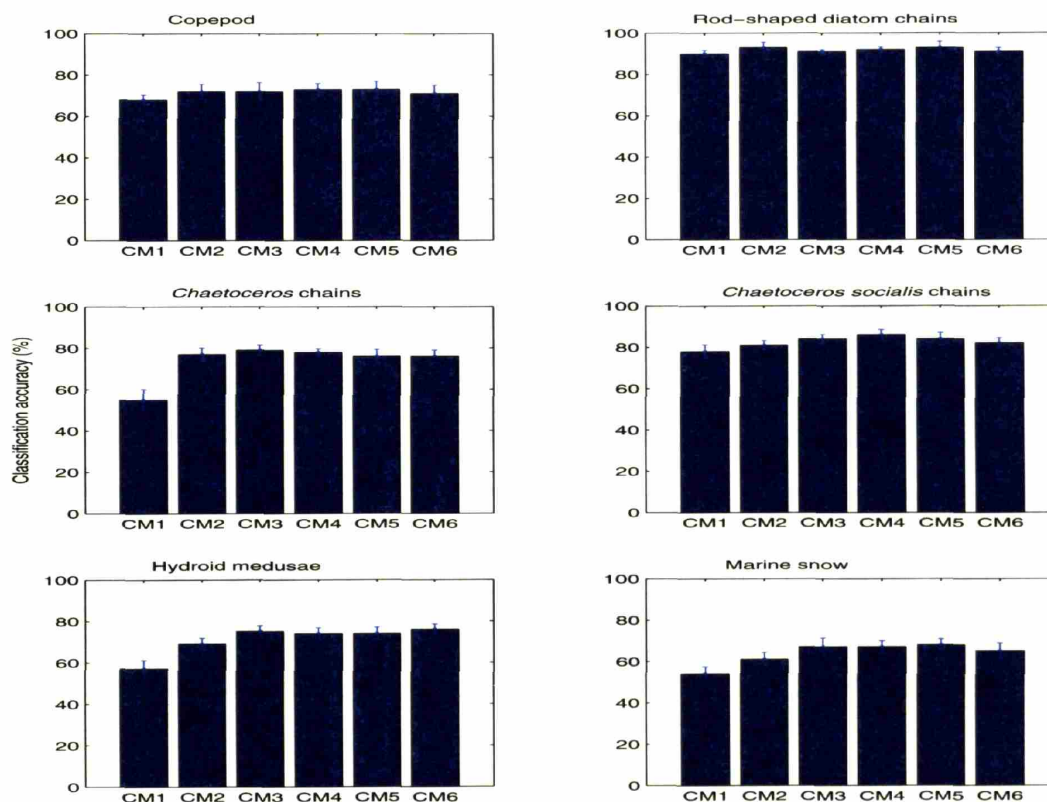 Copepod
100
80
60
40
20
0
CM1 CM2 CM3 CM4 CM5 CM6
Rod-shaped diatom chains
100
80
60
40
20
0
CM1 CM2 CM3 CM4 CM5 CM6
Classification accuracy (%)
Chaetoceros chains
100
80
60
40
20
0
CM1 CM2 CM3 CM4 CM5 CM6
Chaetoceros socialis chains
100
80
60
40
20
0
CM1 CM2 CM3 CM4 CM5 CM6
Hydroid medusae
100
80
60
40
20
0
CM1 CM2 CM3 CM4 CM5 CM6
Marine snow
100
80
60
40
20
0
CM1 CM2 CM3 CM4 CM5 CM6